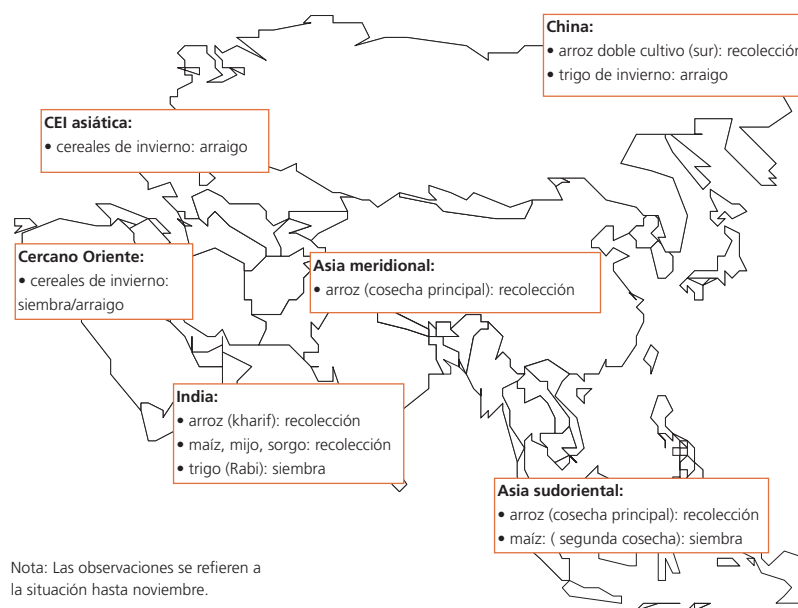 China:
• arroz doble cultivo (sur): recolección
• trigo de invierno: arraigo
CEI asiática:
• cereales de invierno: arraigo
Cercano Oriente:
• cereales de invierno:
siembra/arraigo
Asia meridional:
• arroz (cosecha principal): recolección
India:
• arroz (kharif): recolección
• maíz, mijo, sorgo: recolección
• trigo (Rabi): siembra
Asia sudoriental:
• arroz (cosecha principal): recolección
• maíz: ( segunda cosecha): siembra
Nota: Las observaciones se refieren a
la situación hasta noviembre.